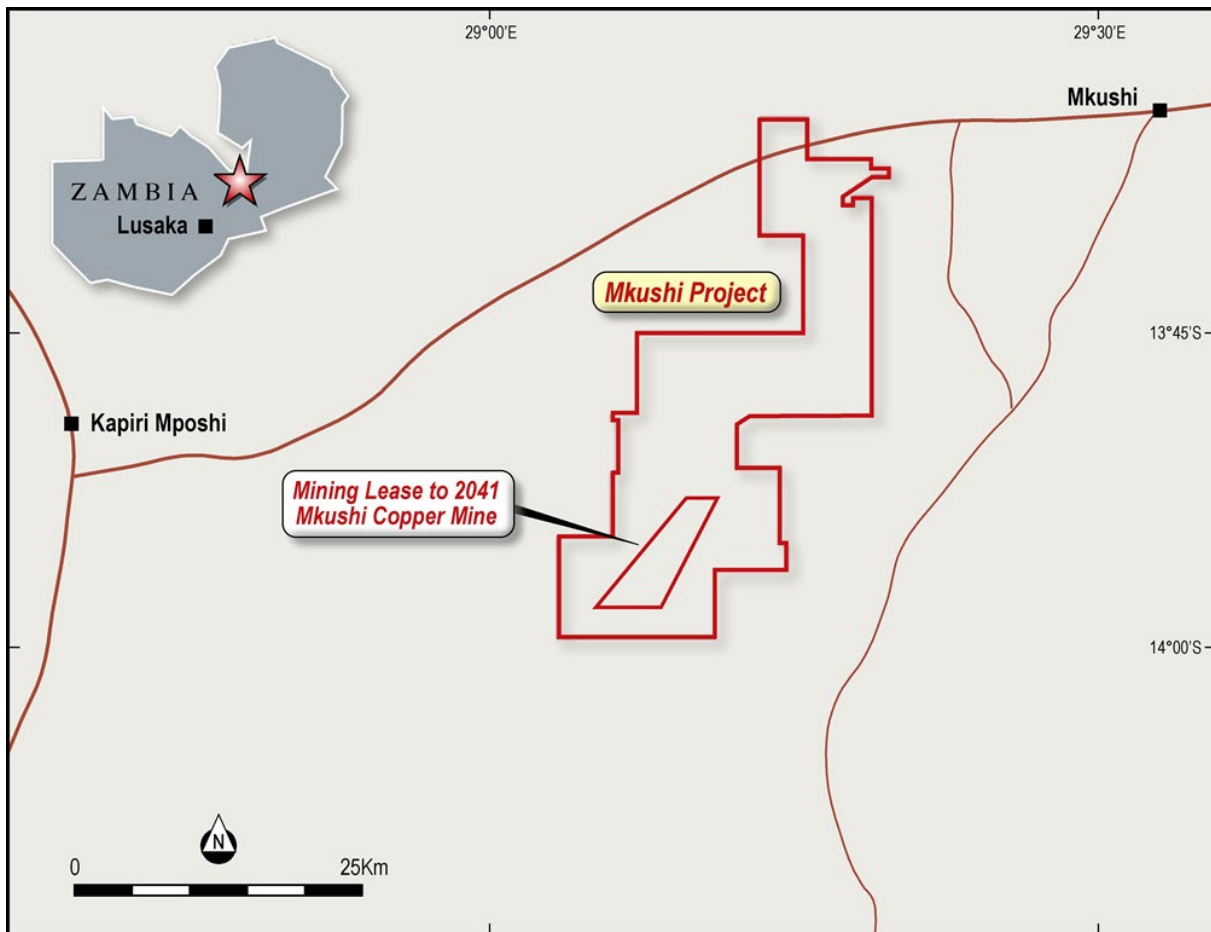 29°00'E
29°30'E
Mkushi
ZAMBIA
Lusaka
Mkushi Project
13°45'S
Kapiri Mposhi
Mining Lease to 2041
Mkushi Copper Mine
14°00'S
N
0 25Km